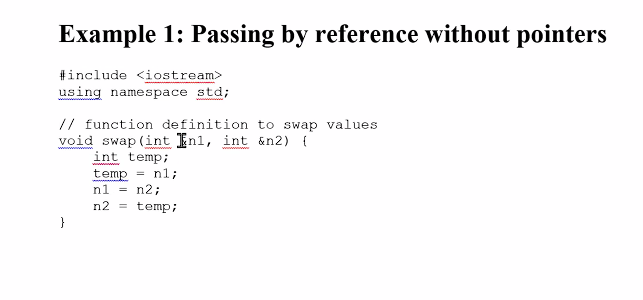 Example 1: Passing by reference without pointers
#include <iostream>
using namespace std;
// function definition to swap values
void swap(int &n1, int &n2) {
int temp;
temp = n1;
n1 = n2;
n2 = temp;
}